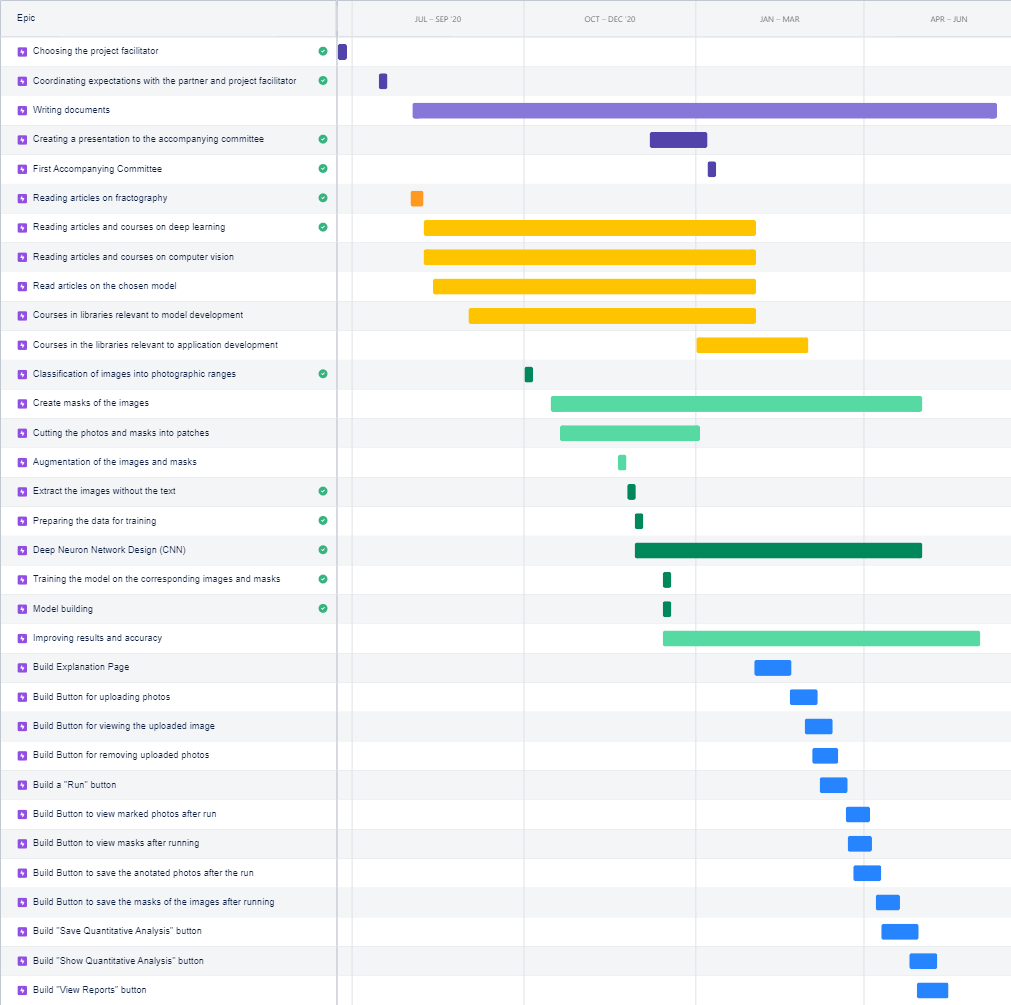 Epic
JUL – SEP '20
OCT – DEC '20
JAN – MAR
APR – JUN
Choosing the project facilitator
Coordinating expectations with the partner and project facilitator
Writing documents
Creating a presentation to the accompanying committee
First Accompanying Committee
Reading articles on fractography
Reading articles and courses on deep learning
Reading articles and courses on computer vision
Read articles on the chosen model
Courses in libraries relevant to model development
Courses in the libraries relevant to application development
Classification of images into photographic ranges
Create masks of the images
Cutting the photos and masks into patches
Augmentation of the images and masks
Extract the images without the text
Preparing the data for training
Deep Neuron Network Design (CNN)
Training the model on the corresponding images and masks
Model building
Improving results and accuracy
Build Explanation Page
Build Button for uploading photos
Build Button for viewing the uploaded image
Build Button for removing uploaded photos
Build a "Run" button
Build Button to view marked photos after run
Build Button to view masks after running
Build Button to save the anotated photos after the run
Build Button to save the masks of the images after running
Build "Save Quantitative Analysis" button
Build "Show Quantitative Analysis" button
Build "View Reports" button